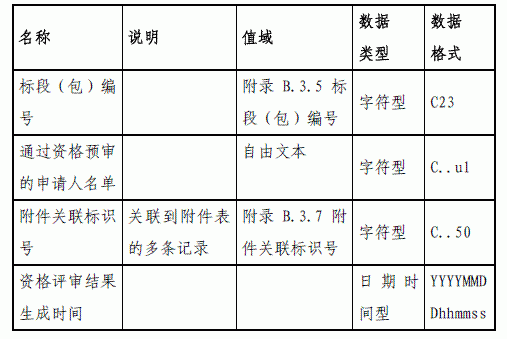 名称 说明 值域 数据类型 数据格式
标段（包）编号 附录 B.3.5 标段（包）编号 字符型 C23
通过资格预审的申请人名单 自由文本 字符型 C..ul
附件关联标识号 关联到附件表的多条记录 附录 B.3.7 附件关联标识号 字符型 C..50
资格评审结果生成时间 日期时间型 YYYYMMDDhhmmss